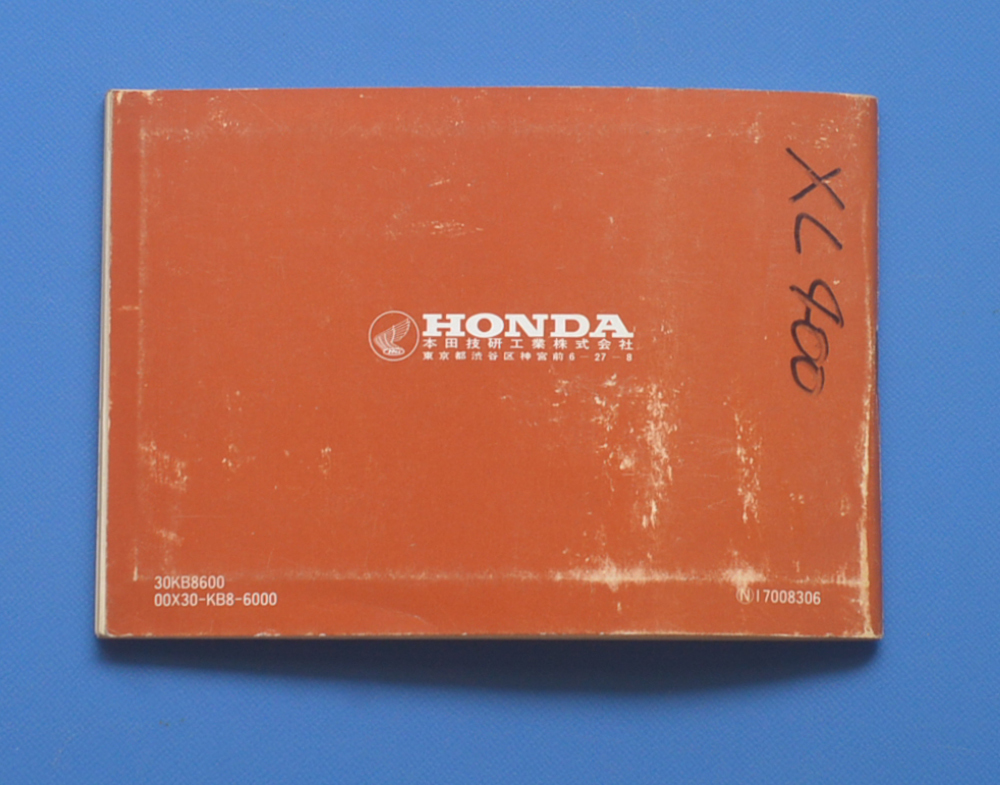 HONDA
本田技研工業株式会社
東京都渋谷区神宮前6-27-8
XL 400
30KB8600
00X30-KB8-6000
Ⓝ I7008306